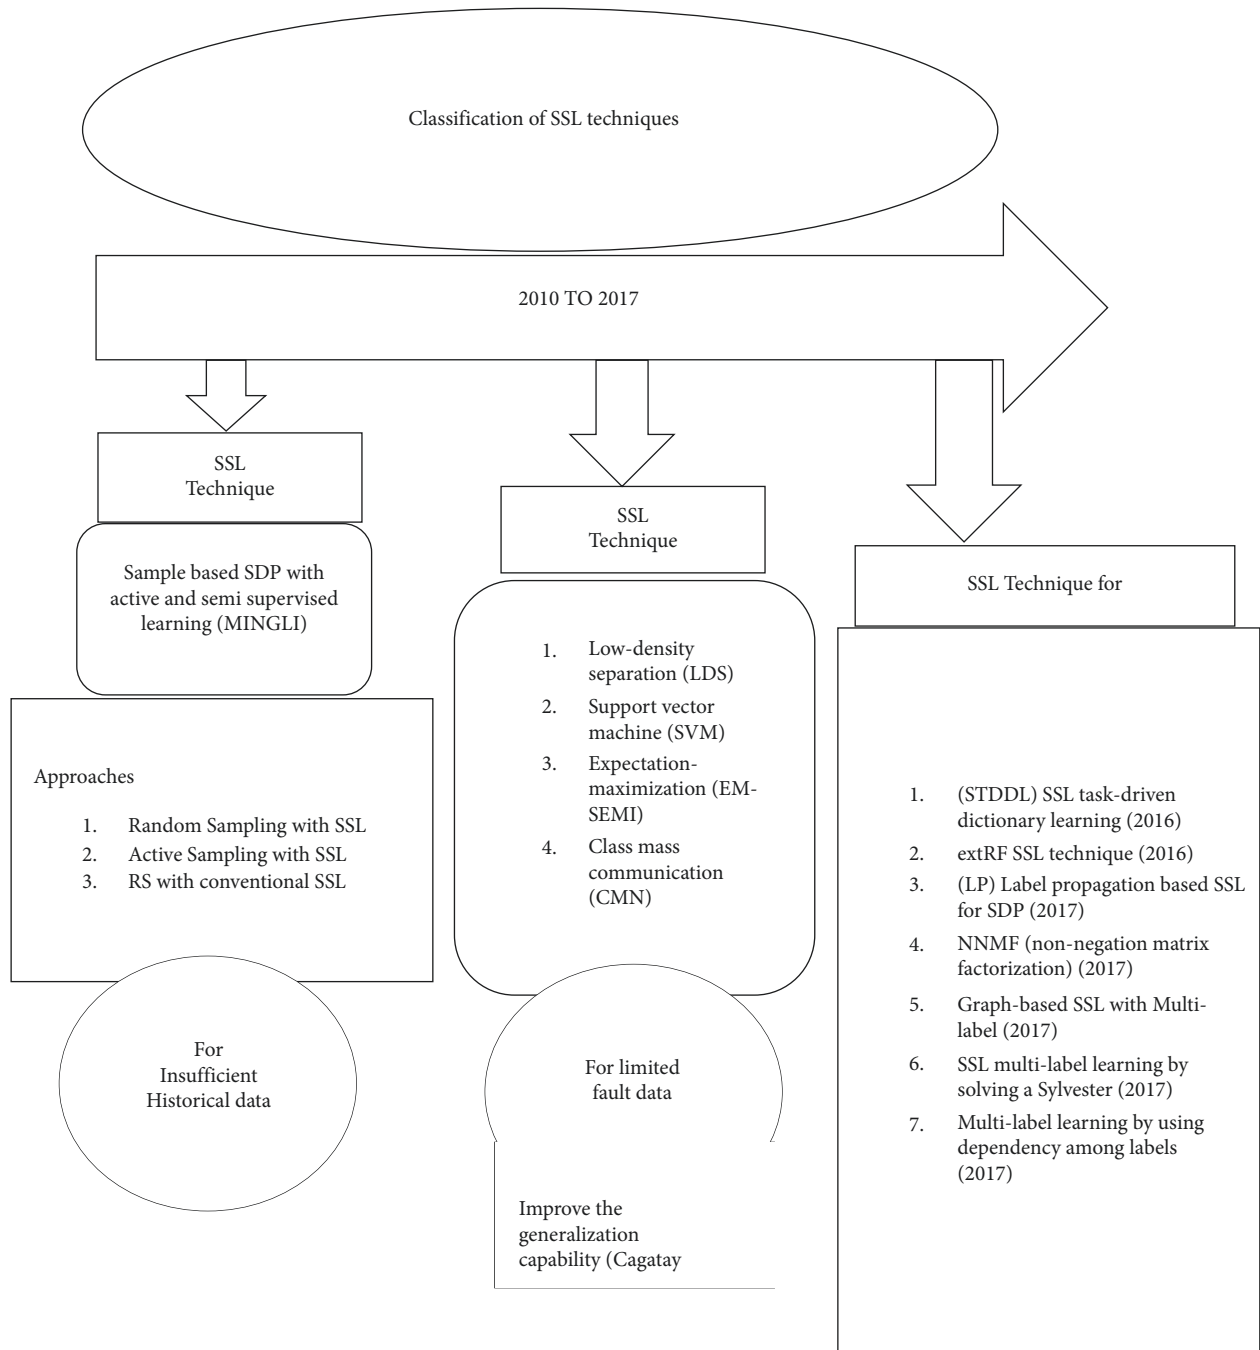 Classification of SSL techniques
2010 TO 2017
SSL
Technique
Sample based SDP with
active and semi supervised
learning (MINGLI)
Approaches
1. Random Sampling with SSL
2. Active Sampling with SSL
3. RS with conventional SSL
For
Insufficient
Historical data
SSL
Technique
1. Low-density
separation (LDS)
2. Support vector
machine (SVM)
3. Expectation-
maximization (EM-
SEMI)
4. Class mass
communication
(CMN)
For limited
fault data
Improve the
generalization
capability (Cagatay
SSL Technique for
1. (STDDL) SSL task-driven
dictionary learning (2016)
2. extRF SSL technique (2016)
3. (LP) Label propagation based SSL
for SDP (2017)
4. NNMF (non-negation matrix
factorization) (2017)
5. Graph-based SSL with Multi-
label (2017)
6. SSL multi-label learning by
solving a Sylvester (2017)
7. Multi-label learning by using
dependency among labels
(2017)